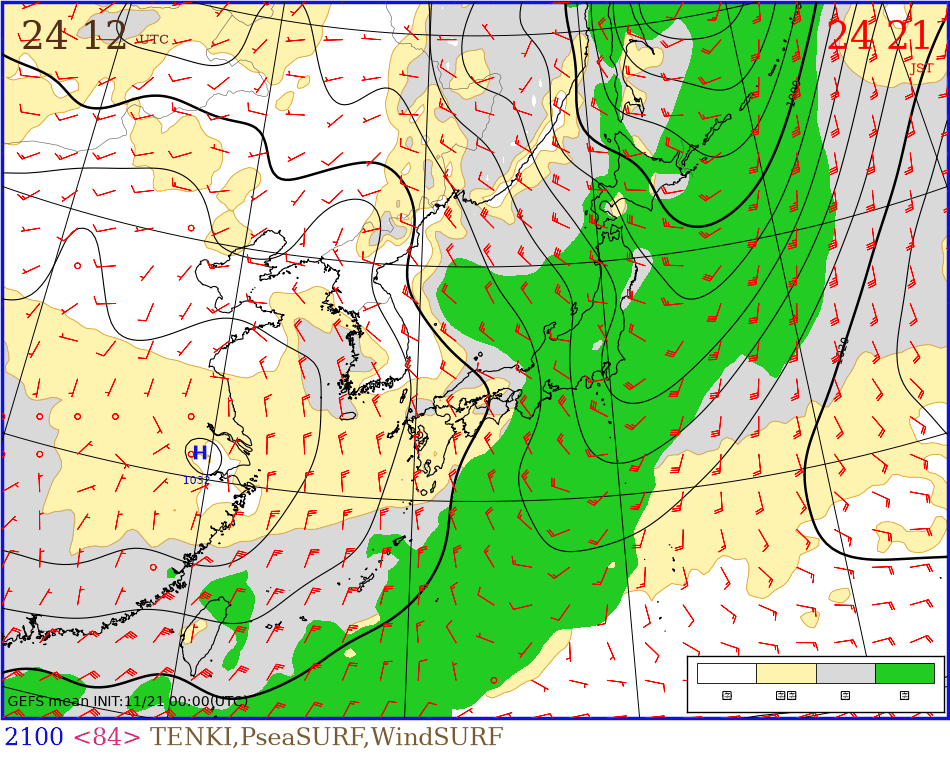 24 12 UTC
24 21 JST
1000
1020
H
1032
GEFS mean INIT:11/21 00:00(UTC)
2100 <84> TENKI,PseaSURF,WindSURF